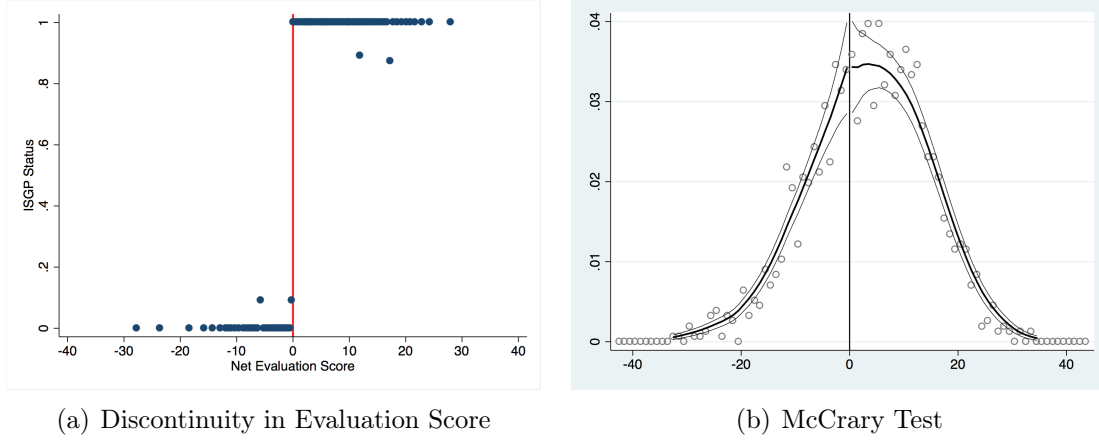 1
.8
.6
.4
.2
0
ISGP Status
-40 -30 -20 -10 0 10 20 30 40
Net Evaluation Score
(a) Discontinuity in Evaluation Score
.04
.03
.02
.01
0
-40 -20 0 20 40
(b) McCrary Test